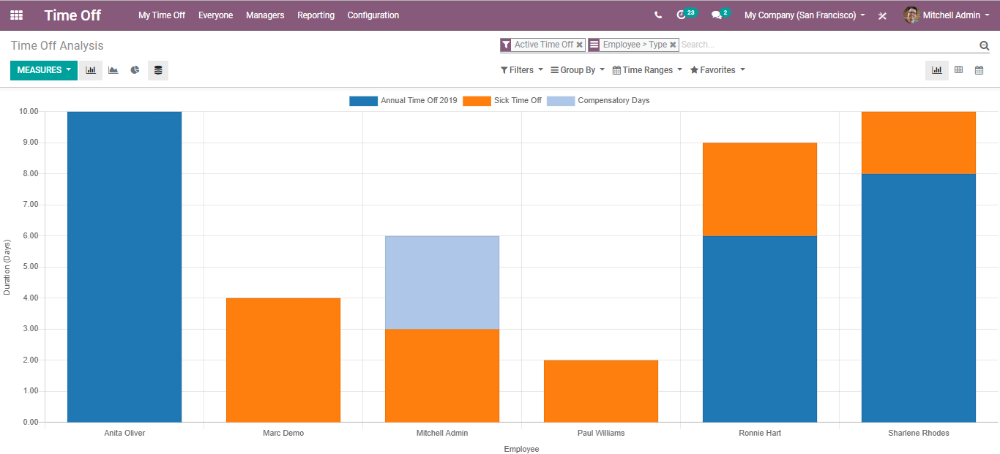 Time Off My Time Off Everyone Managers Reporting Configuration 23 2 My Company (San Francisco) Mitchell Admin
Time Off Analysis Active Time Off Employee > Type Search...
MEASURES Filters Group By Time Ranges Favorites
Annual Time Off 2019 Sick Time Off Compensatory Days
10.00
9.00
8.00
7.00
6.00
5.00
4.00
3.00
2.00
1.00
0.00
Duration (Days)
Anita Oliver Marc Demo Mitchell Admin Paul Williams Ronnie Hart Sharlene Rhodes
Employee